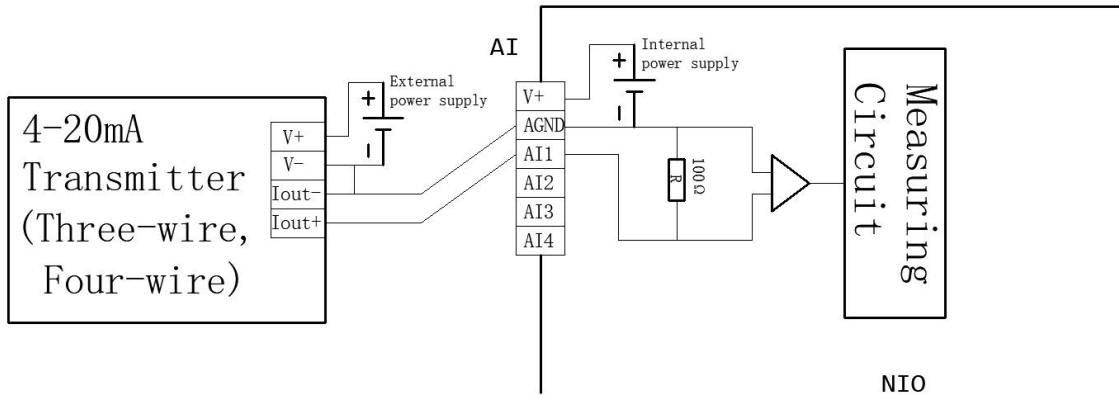 4-20mA
Transmitter
(Three-wire,
Four-wire)
V+
V-
Iout-
Iout+
+
External
power supply
-
AI
V+
AGND
AI1
AI2
AI3
AI4
+
Internal
power supply
-
R
100Ω
Measuring
Circuit
NIO